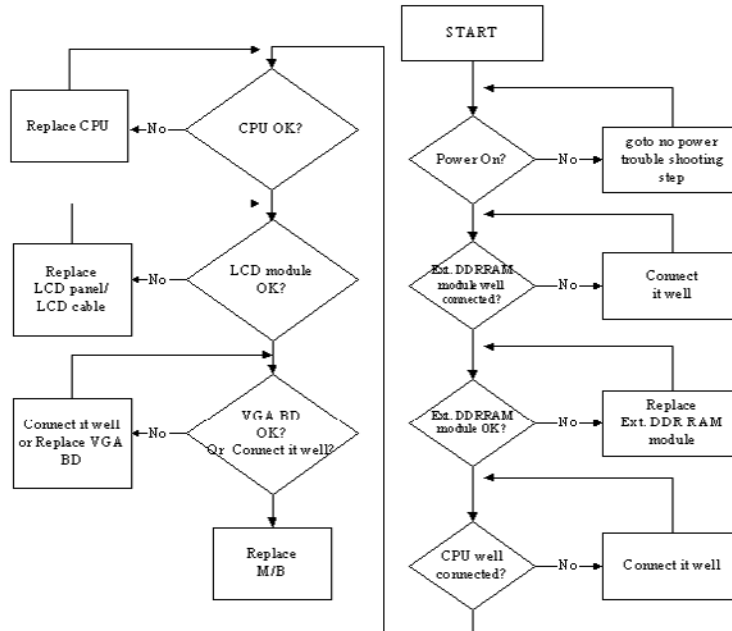 START
Power On?
No
goto no power
trouble shooting
step
Ext. DDRRAM
module well
connected?
No
Connect
it well
Ext. DDRRAM
module OK?
No
Replace
Ext. DDR RAM
module
CPU well
connected?
No
Connect it well
CPU OK?
No
Replace CPU
LCD module
OK?
No
Replace
LCD panel/
LCD cable
VGA BD
OK?
Or Connect it well?
No
Connect it well
or Replace VGA
BD
Replace
M/B